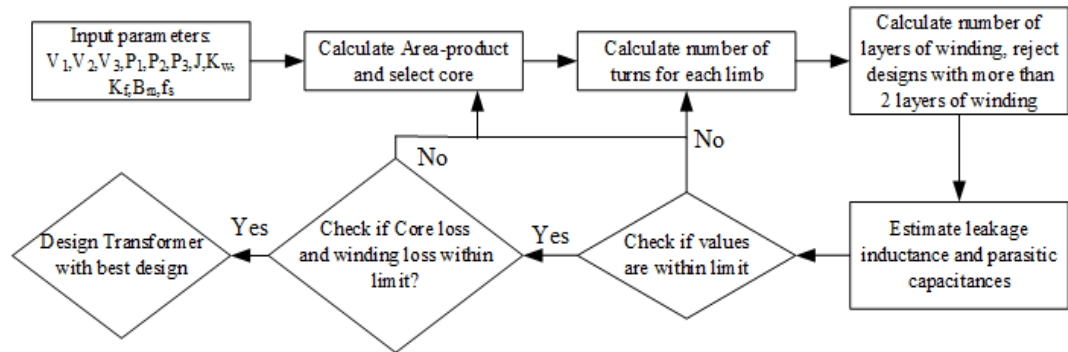 Input parameters:
V1,V2,V3,P1,P2,P3,J,Kw,
Kf,Bm,fs
Calculate Area-product
and select core
Calculate number of
turns for each limb
Calculate number of
layers of winding, reject
designs with more than
2 layers of winding
Estimate leakage
inductance and parasitic
capacitances
Check if values
are within limit
No
Yes
Check if Core loss
and winding loss within
limit?
No
Yes
Design Transformer
with best design